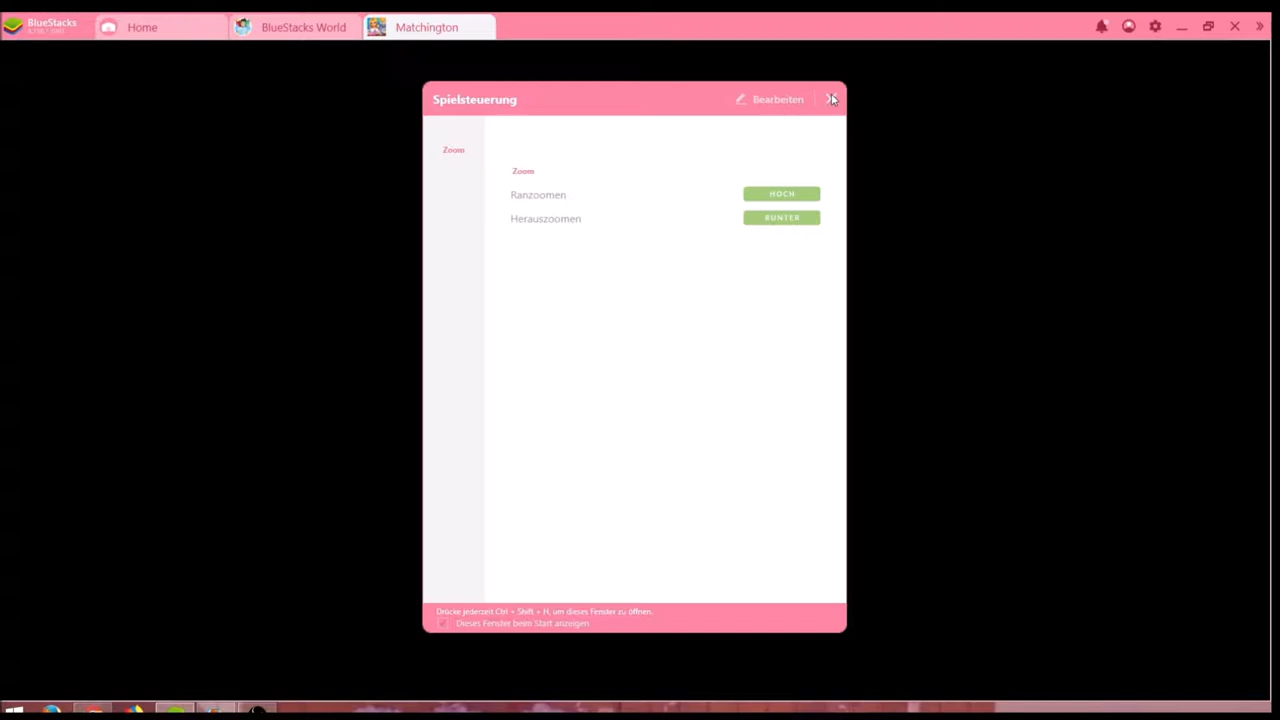 BlueStacks
Home
BlueStacks World
Matchington
Spielsteuerung
Bearbeiten
Zoom
Zoom
Ranzoomen
HOCH
Herauszoomen
RUNTER
Drücke jederzeit Ctrl + Shift + H, um dieses Fenster zu öffnen.
Dieses Fenster beim Start anzeigen